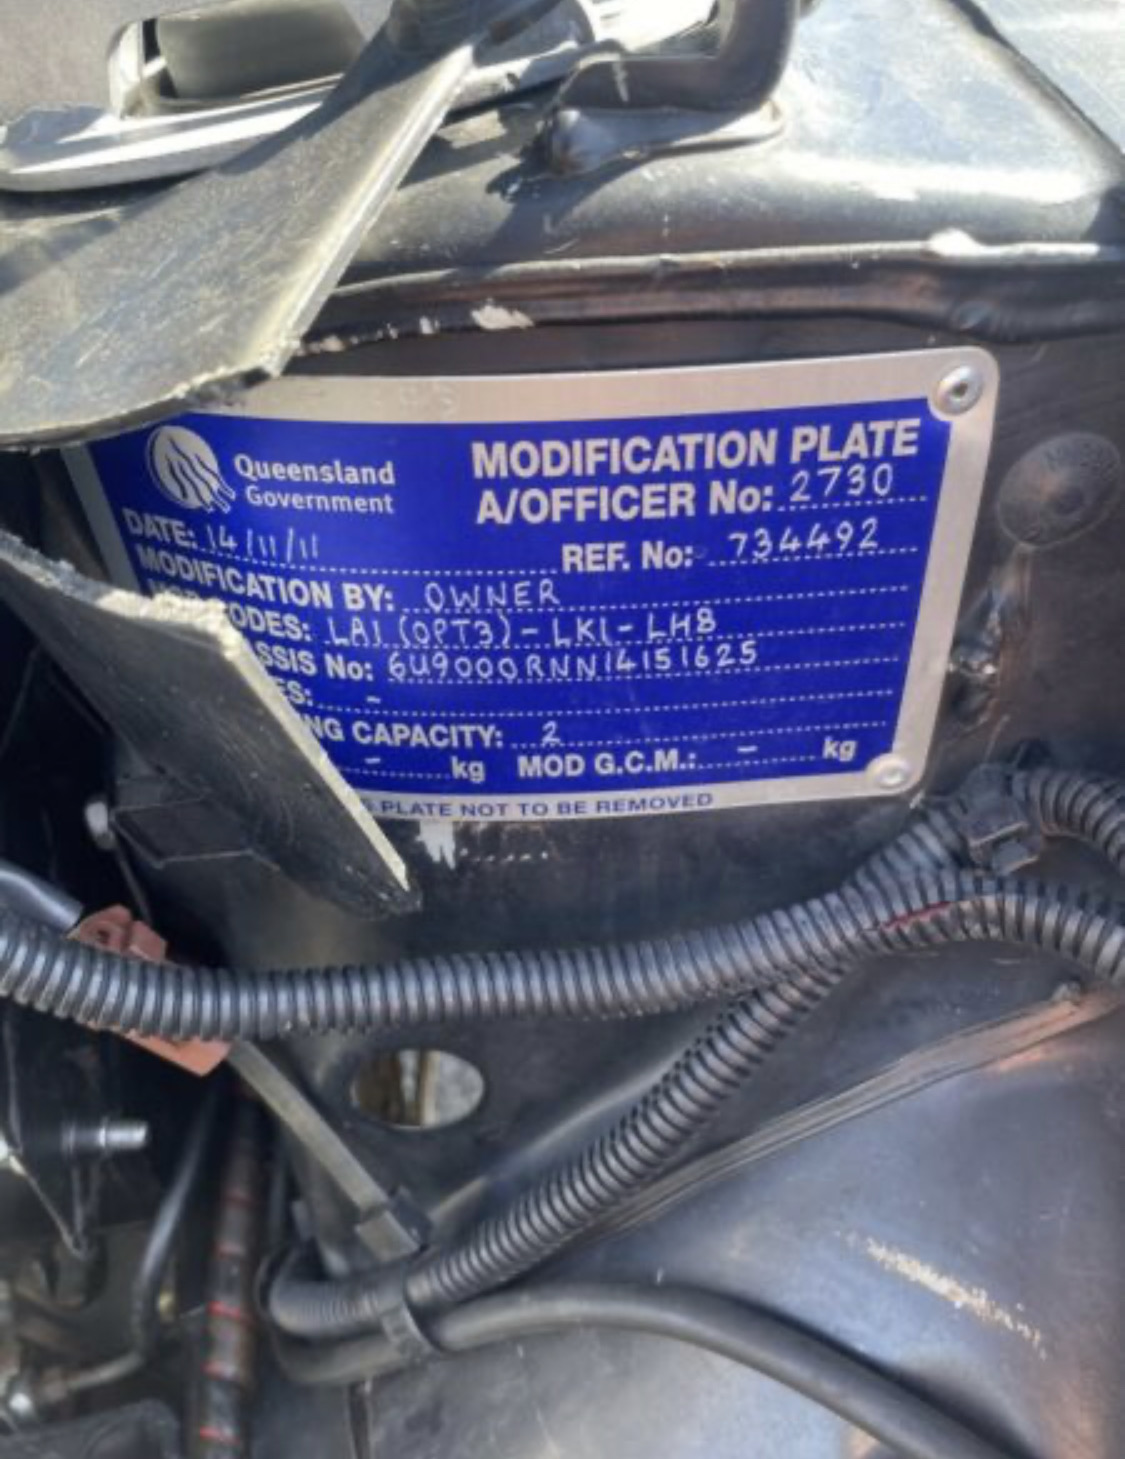 Queensland
Government
MODIFICATION PLATE
A/OFFICER No: 2730
DATE: 14/11/11
REF. No: 734492
MODIFICATION BY: OWNER
CODES: LA1 (OPT3)-LK1-LH8
SSIS No: 6U9000RNN14151625
ES: -
NG CAPACITY: 2
- kg MOD G.C.M.: - kg
PLATE NOT TO BE REMOVED